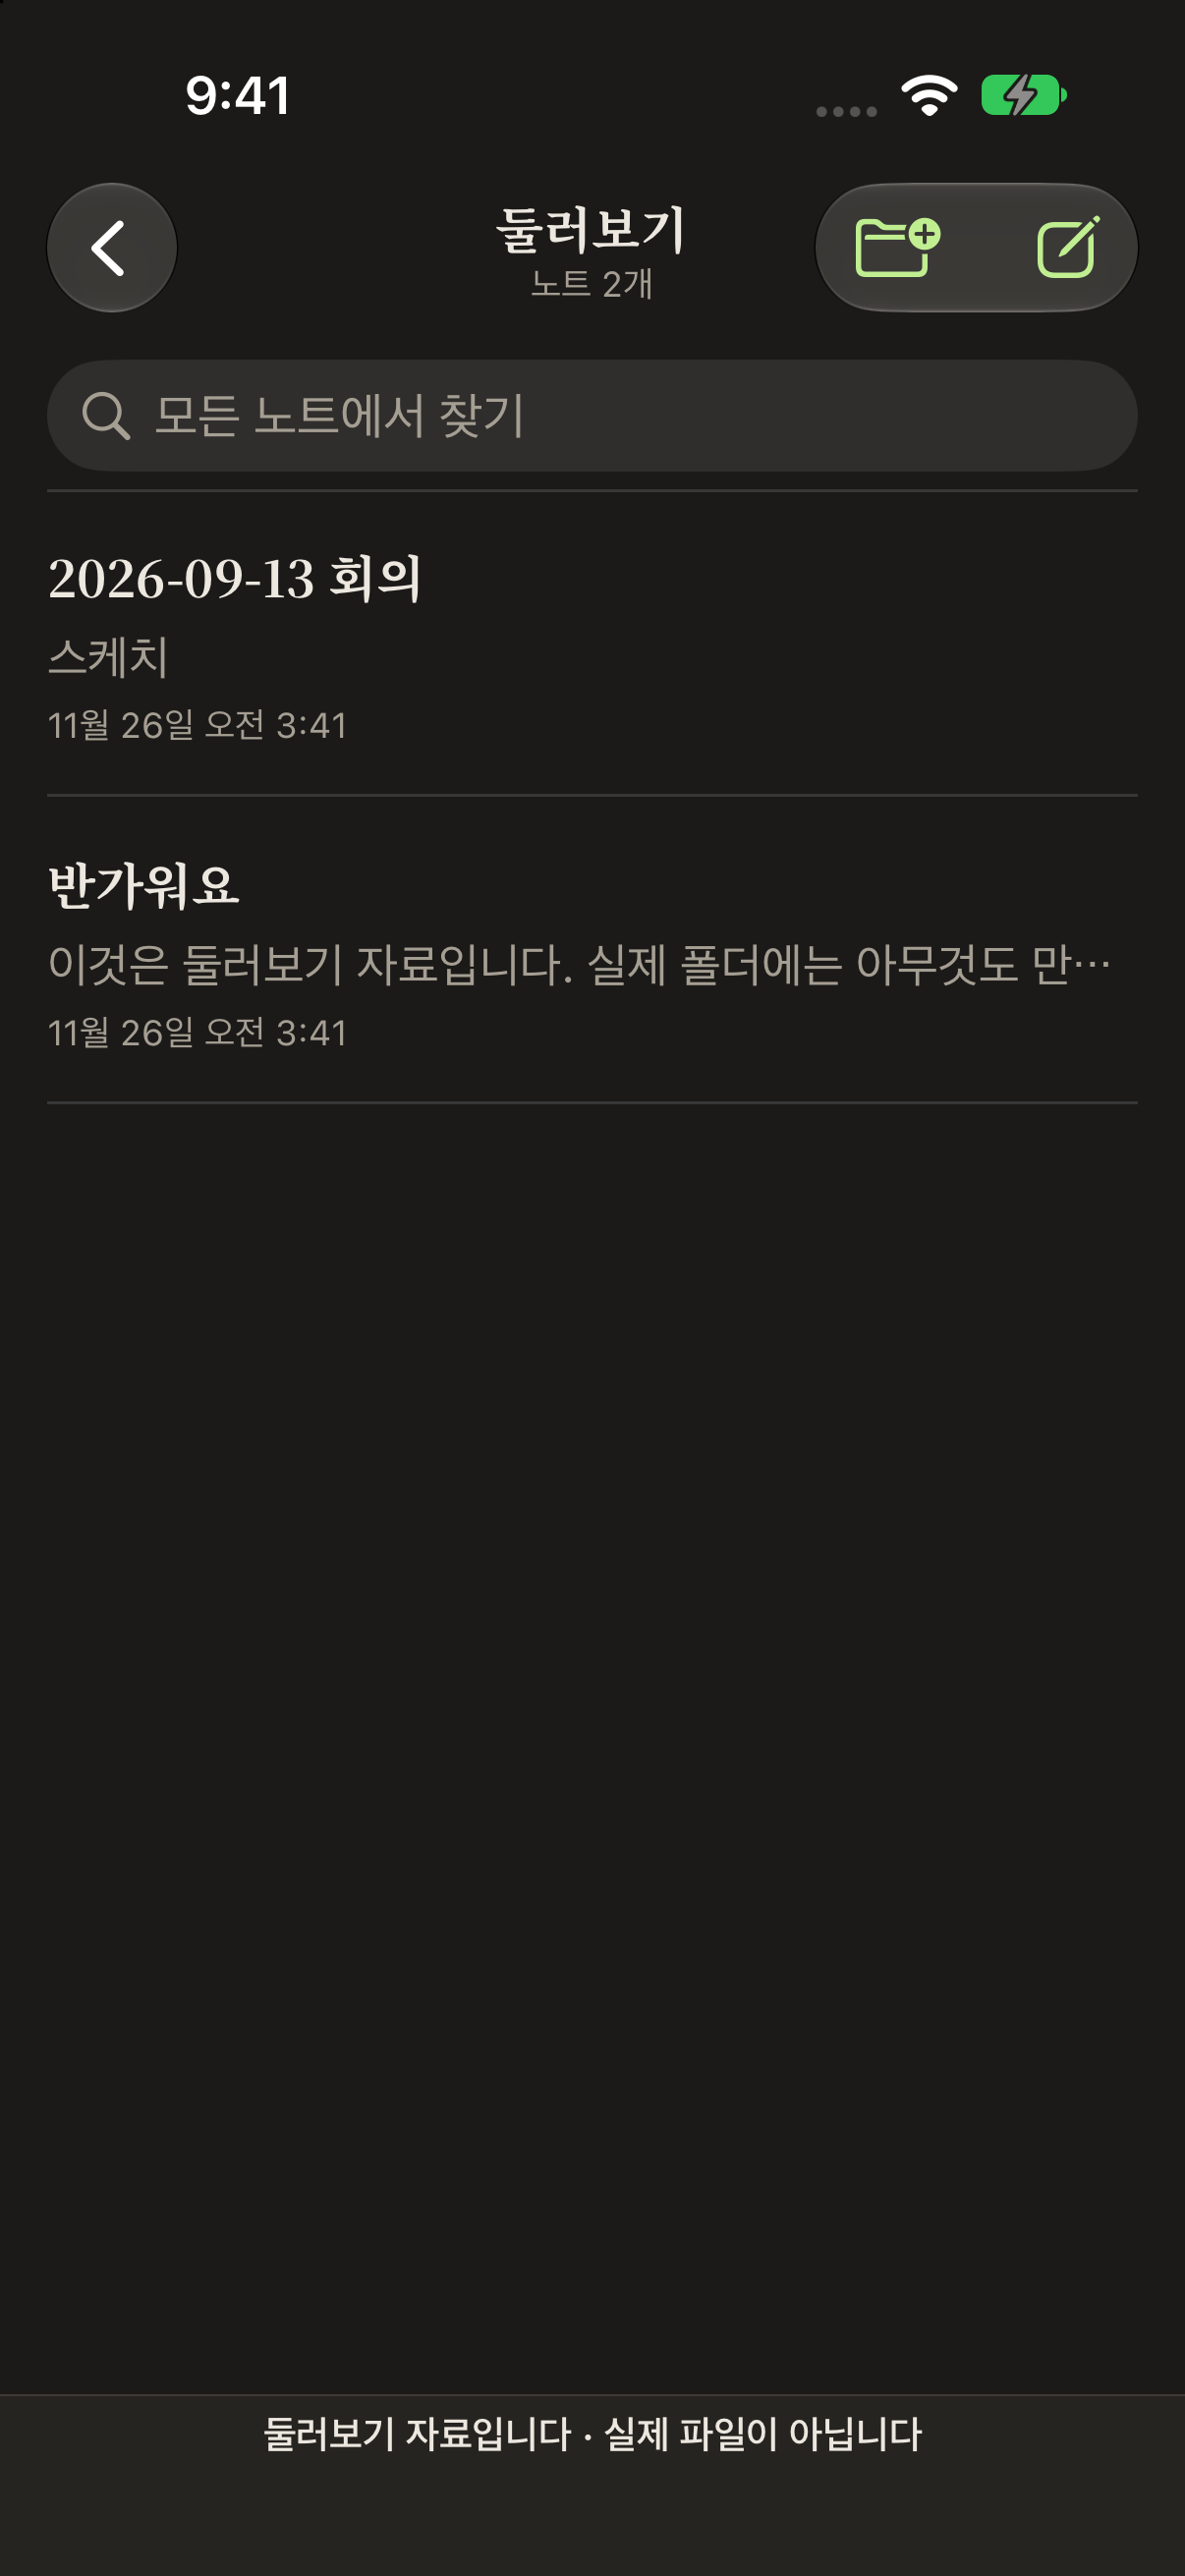 9:41
둘러보기
노트 2개
모든 노트에서 찾기
2026-09-13 회의
스케치
11월 26일 오전 3:41
반가워요
이것은 둘러보기 자료입니다. 실제 폴더에는 아무것도 만…
11월 26일 오전 3:41
둘러보기 자료입니다 · 실제 파일이 아닙니다